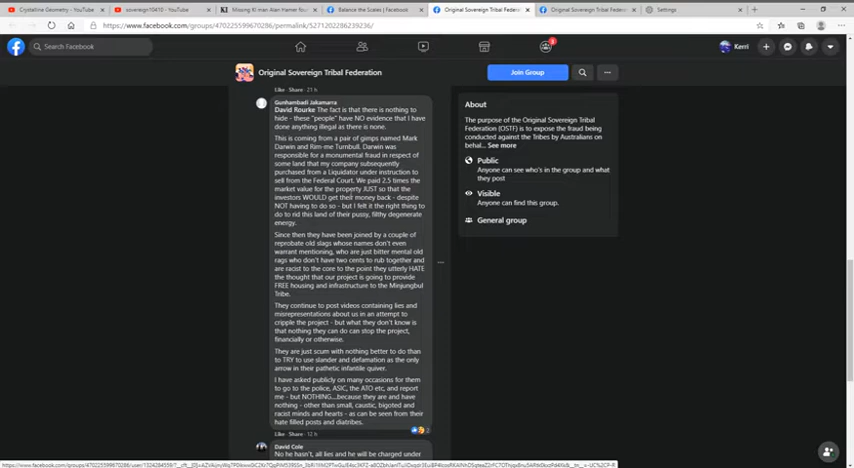 Crystalline Geometry - YouTube
sovereign10410 - YouTube
Missing KI man Alan Hamer fou
Balance the Scales | Facebook
Original Sovereign Tribal Federa
Original Sovereign Tribal Federa
Settings
https://www.facebook.com/groups/470225599670286/permalink/5271202286239236/
Search Facebook
8
Kerri
Original Sovereign Tribal Federation
Join Group
Like · Share · 21 h
Gunhambadi Jakamarra
David Rourke The fact is that there is nothing to
hide - these "people" have NO evidence that I have
done anything illegal as there is none.
This is coming from a pair of gimps named Mark
Darwin and Rim-me Turnbull. Darwin was
responsible for a monumental fraud in respect of
some land that my company subsequently
purchased from a Liquidator under instruction to
sell from the Federal Court. We paid 2.5 times the
market value for the property JUST so that the
investors WOULD get their money back - despite
NOT having to do so - but I felt it the right thing to
do to rid this land of their pussy, filthy degenerate
energy.
Since then they have been joined by a couple of
reprobate old slags whose names don't even
warrant mentioning, who are just bitter mental old
rags who don't have two cents to rub together and
are racist to the core to the point they utterly HATE
the thought that our project is going to provide
FREE housing and infrastructure to the Minjungbul
Tribe.
They continue to post videos containing lies and
misrepresentations about us in an attempt to
cripple the project - but what they don't know is
that nothing they can do can stop the project,
financially or otherwise.
They are just scum with nothing better to do than
to TRY to use slander and defamation as the only
arrow in their pathetic infantile quiver.
I have asked publicly on many occasions for them
to go to the police, ASIC, the ATO etc, and report
me - but NOTHING....because they are and have
nothing - other than small, caustic, bigoted and
racist minds and hearts - as can be seen from their
hate filled posts and diatribes.
2
Like · Share · 12 h
David Cole
No he hasn't, all lies and he will be charged under
About
The purpose of the Original Sovereign Tribal
Federation (OSTF) is to expose the fraud being
conducted against the Tribes by Australians on
behal... See more
Public
Anyone can see who's in the group and what
they post
Visible
Anyone can find this group.
General group